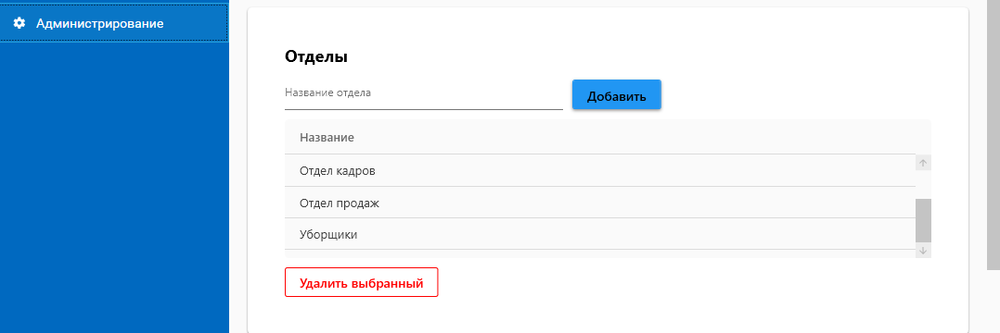 Администрирование
Отделы
Название отдела
Добавить
Название
Отдел кадров
Отдел продаж
Уборщики
Удалить выбранный